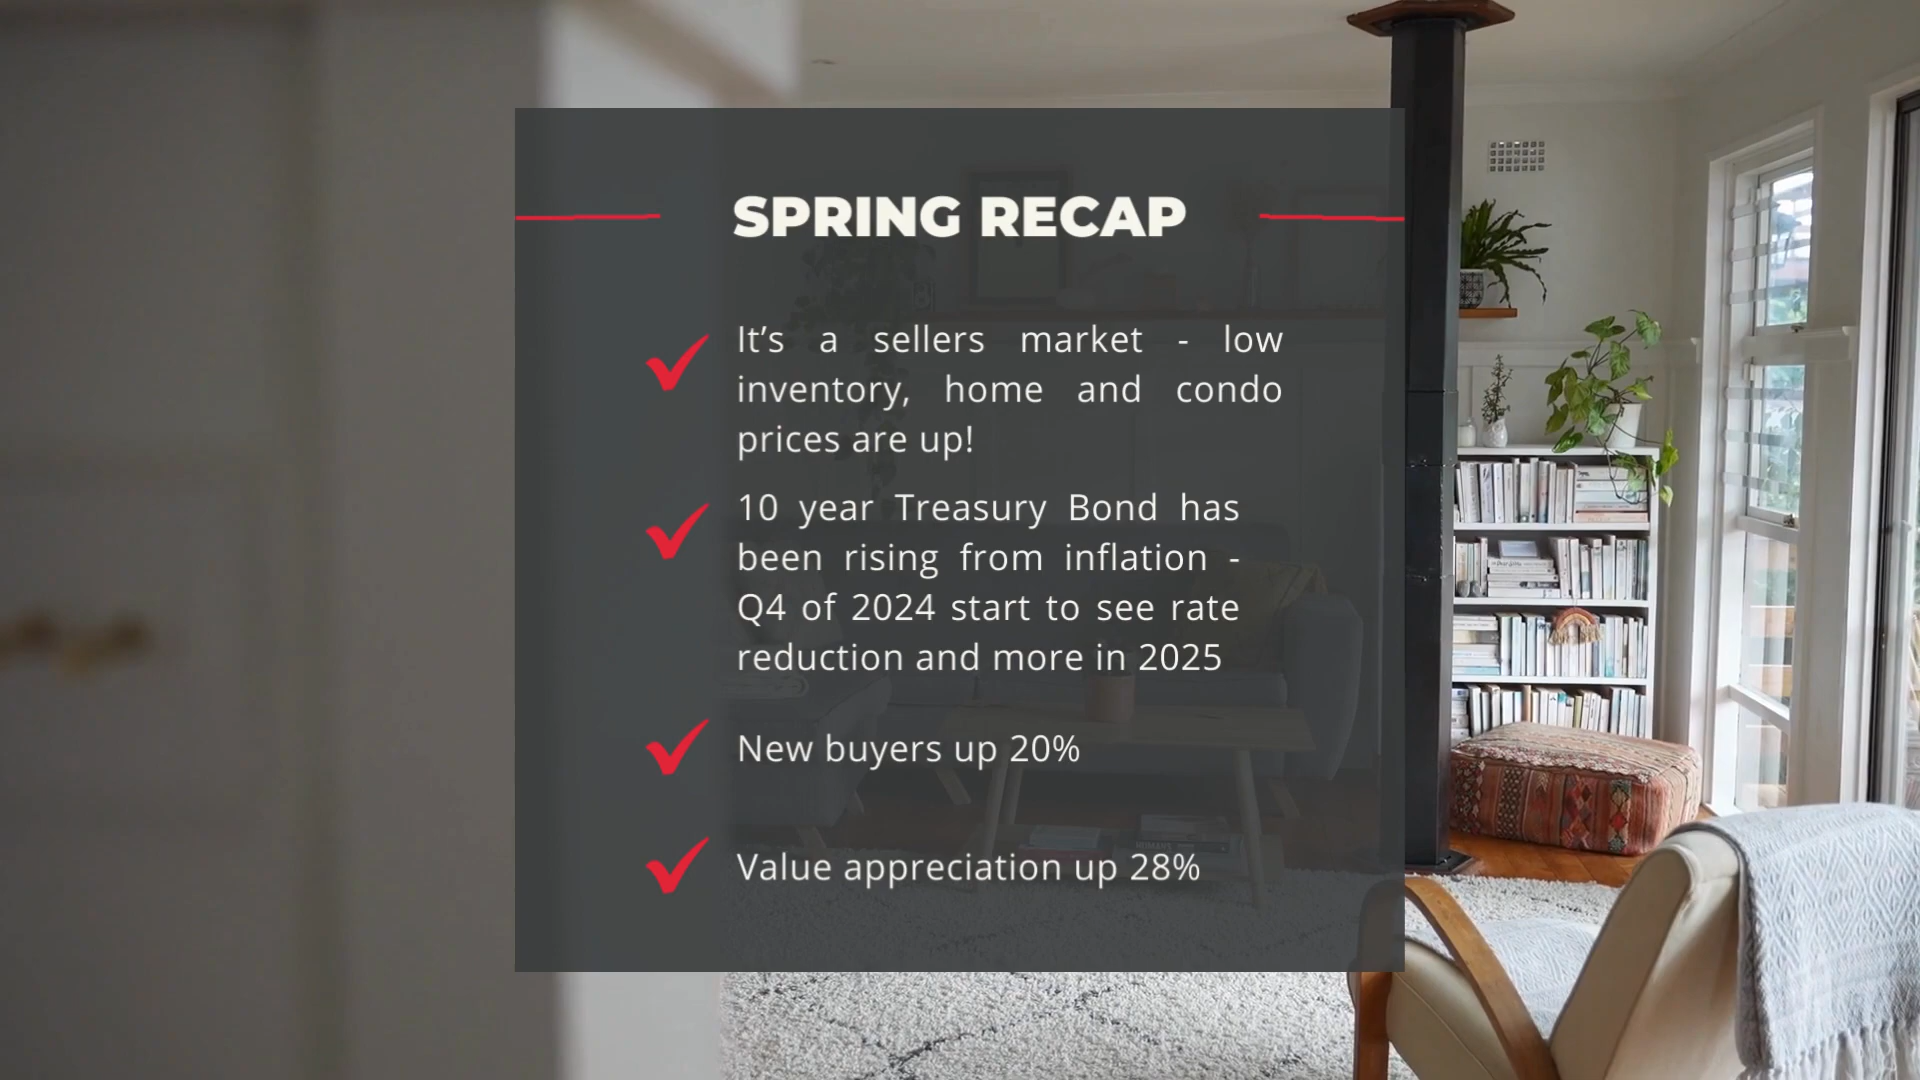 SPRING RECAP
It’s a sellers market - low
inventory, home and condo
prices are up!
10 year Treasury Bond has
been rising from inflation -
Q4 of 2024 start to see rate
reduction and more in 2025
New buyers up 20%
Value appreciation up 28%